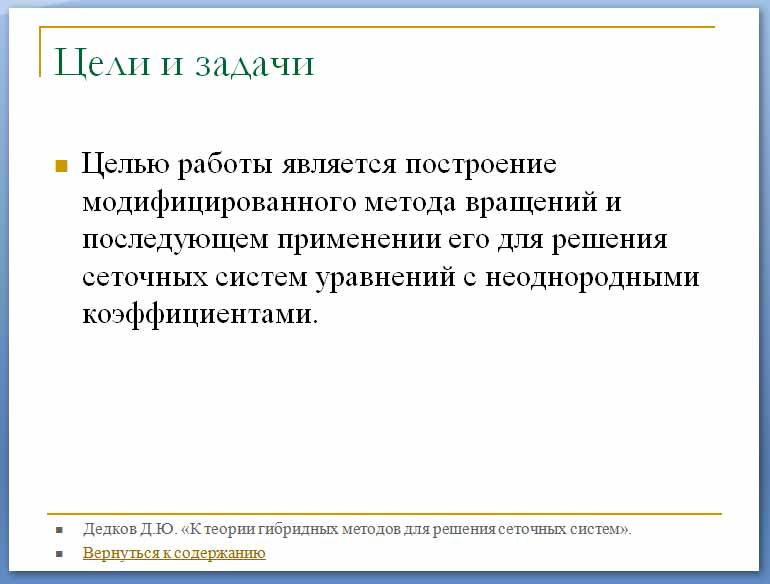 Цели и задачи
Целью работы является построение
модифицированного метода вращений и
последующем применении его для решения
сеточных систем уравнений с неоднородными
коэффициентами.
Дедков Д.Ю. «К теории гибридных методов для решения сеточных систем».
Вернуться к содержанию